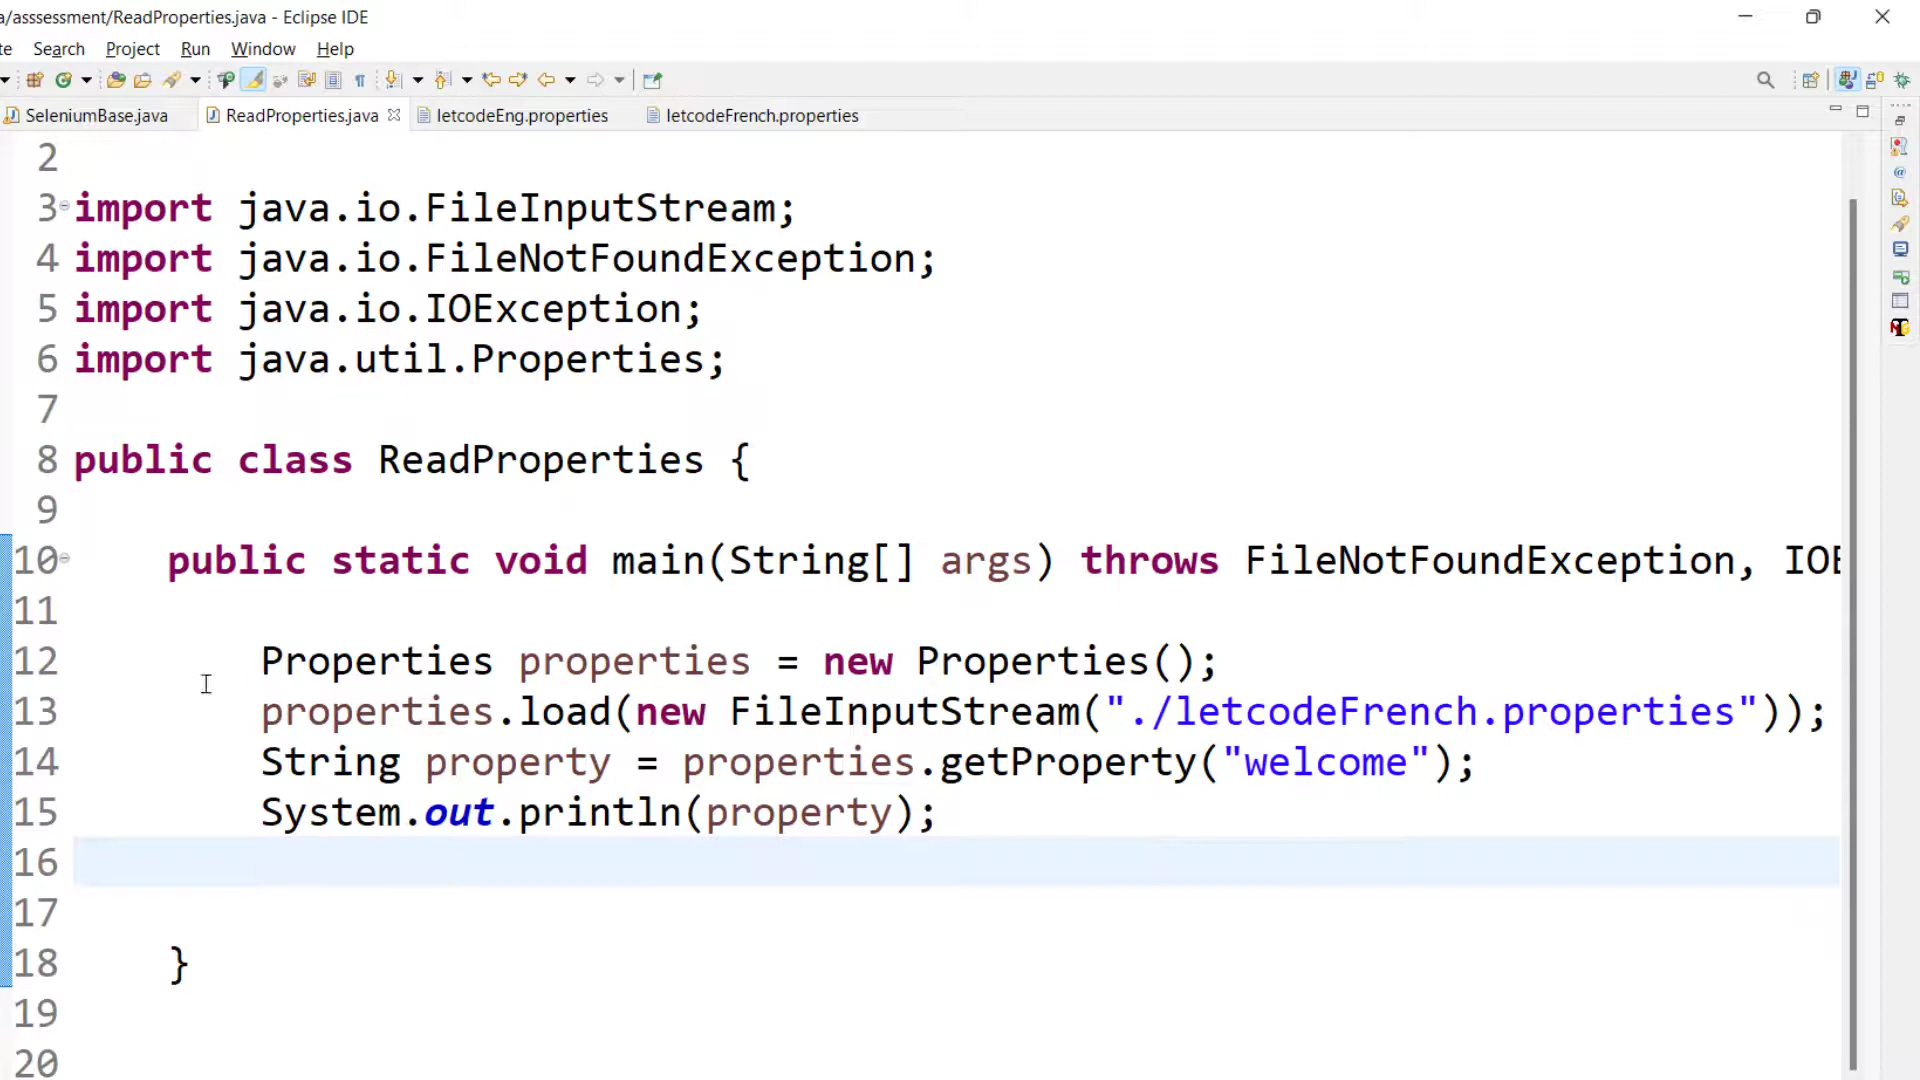 a/asssessment/ReadProperties.java - Eclipse IDE
te Search Project Run Window Help
SeleniumBase.java ReadProperties.java letcodeEng.properties letcodeFrench.properties
2
3 import java.io.FileInputStream;
4 import java.io.FileNotFoundException;
5 import java.io.IOException;
6 import java.util.Properties;
7
8 public class ReadProperties {
9
10 public static void main(String[] args) throws FileNotFoundException, IOE
11
12 Properties properties = new Properties();
13 properties.load(new FileInputStream("./letcodeFrench.properties"));
14 String property = properties.getProperty("welcome");
15 System.out.println(property);
16
17
18 }
19
20